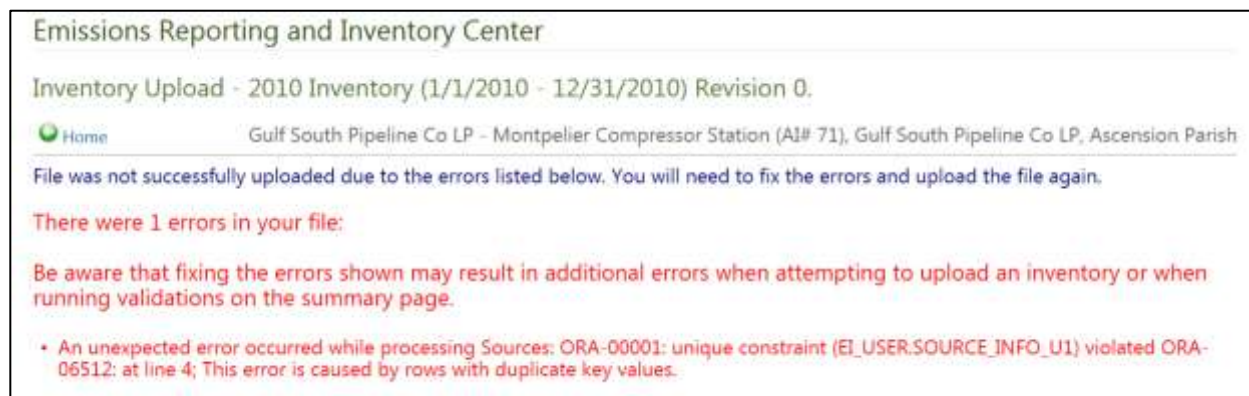 Emissions Reporting and Inventory Center
Inventory Upload - 2010 Inventory (1/1/2010 - 12/31/2010) Revision 0.
Home Gulf South Pipeline Co LP - Montpelier Compressor Station (AI# 71), Gulf South Pipeline Co LP, Ascension Parish
File was not successfully uploaded due to the errors listed below. You will need to fix the errors and upload the file again.
There were 1 errors in your file:
Be aware that fixing the errors shown may result in additional errors when attempting to upload an inventory or when
running validations on the summary page.
• An unexpected error occurred while processing Sources: ORA-00001: unique constraint (EI_USER.SOURCE_INFO_U1) violated ORA-
06512: at line 4; This error is caused by rows with duplicate key values.